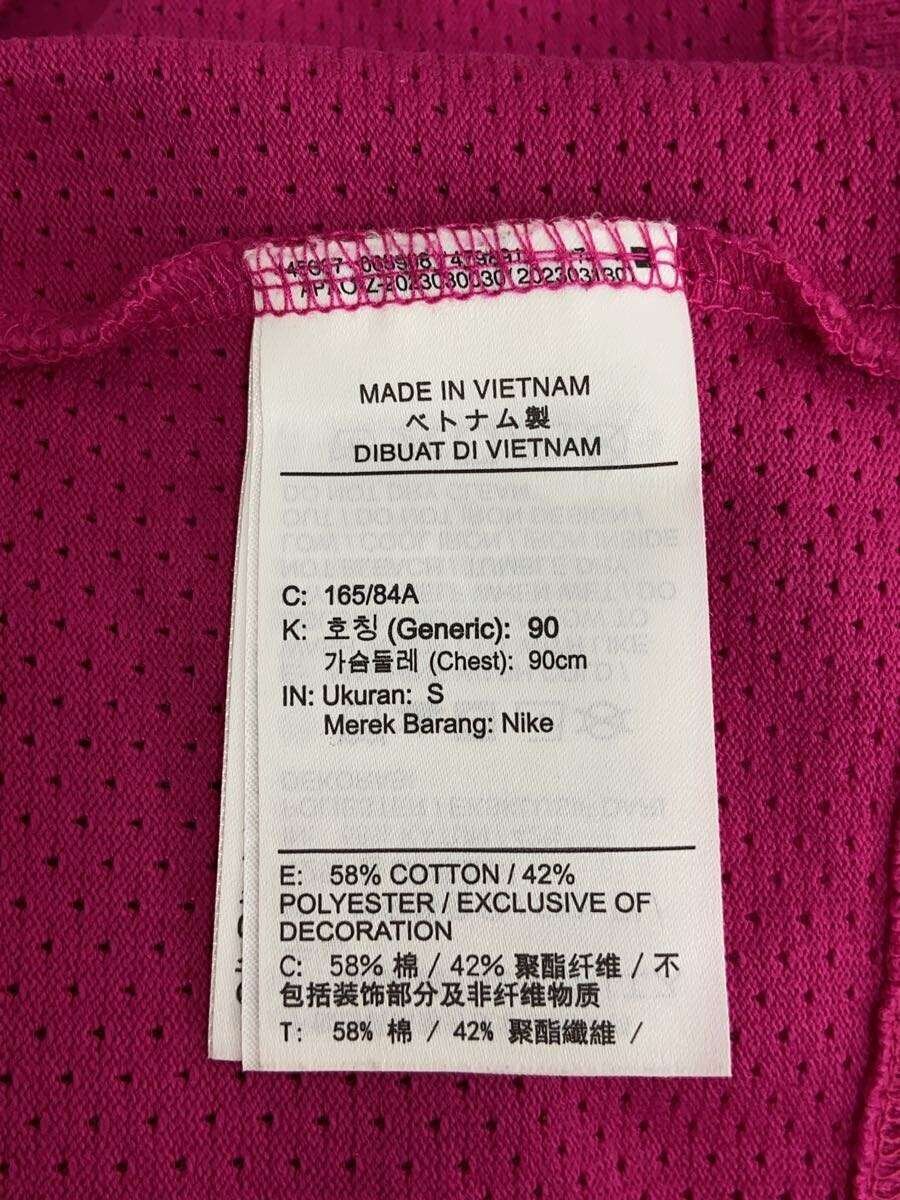 MADE IN VIETNAM
ベトナム製
DIBUAT DI VIETNAM
C: 165/84A
K: 호칭 (Generic): 90
가슴둘레 (Chest): 90cm
IN: Ukuran: S
Merek Barang: Nike
E: 58% COTTON / 42%
POLYESTER / EXCLUSIVE OF
DECORATION
C: 58% 棉 / 42% 聚酯纤维 / 不
包括装饰部分及非纤维物质
T: 58% 棉 / 42% 聚酯纖維 /